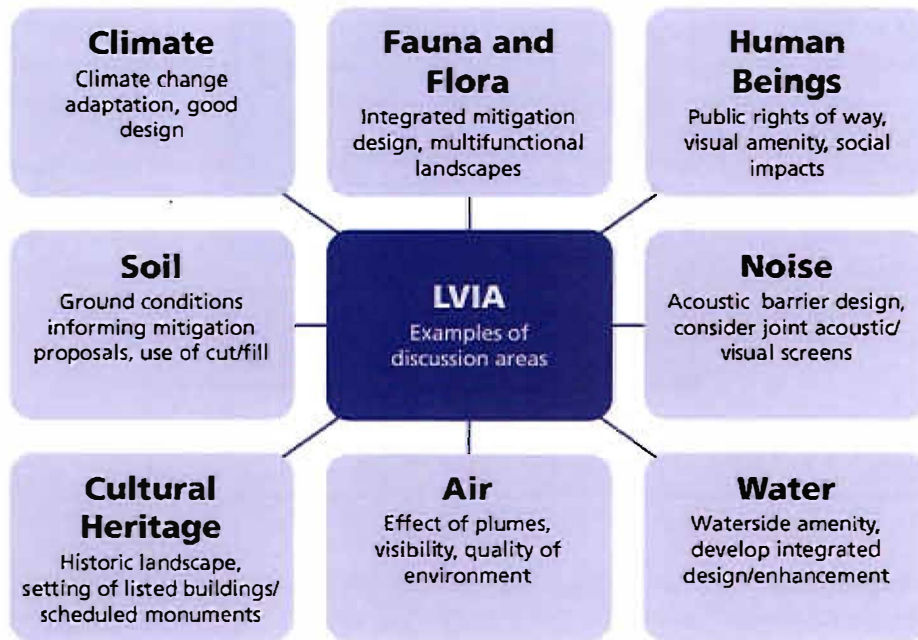 Climate
Climate change
adaptation, good
design
Fauna and
Flora
Integrated mitigation
design, multifunctional
landscapes
Human
Beings
Public rights of way,
visual amenity, social
impacts
Soil
Ground conditions
informing mitigation
proposals, use of cut/fill
LVIA
Examples of
discussion areas
Noise
Acoustic barrier design,
consider joint acoustic/
visual screens
Cultural
Heritage
Historic landscape,
setting of listed buildings/
scheduled monuments
Air
Effect of plumes,
visibility, quality of
environment
Water
Waterside amenity,
develop integrated
design/enhancement